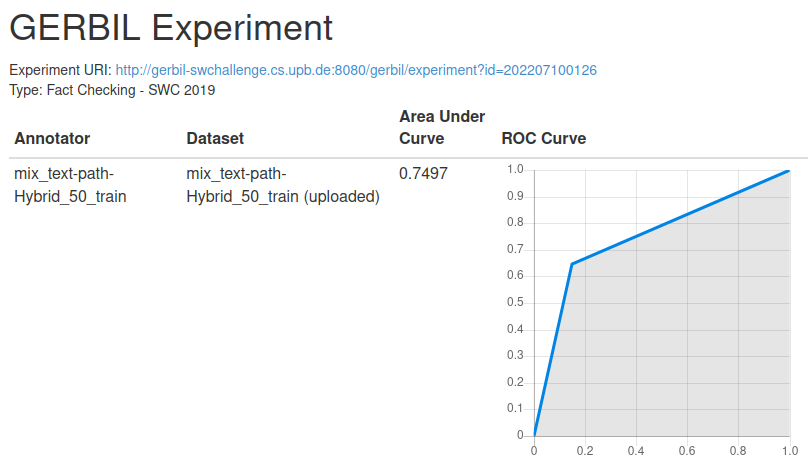 GERBIL Experiment
Experiment URI: http://gerbil-swchallenge.cs.upb.de:8080/gerbil/experiment?id=202207100126
Type: Fact Checking - SWC 2019
Annotator Dataset Area Under Curve ROC Curve
mix_text-path-Hybrid_50_train mix_text-path-Hybrid_50_train (uploaded) 0.7497
1.0
0.9
0.8
0.7
0.6
0.5
0.4
0.3
0.2
0.1
0
0 0.2 0.4 0.6 0.8 1.0